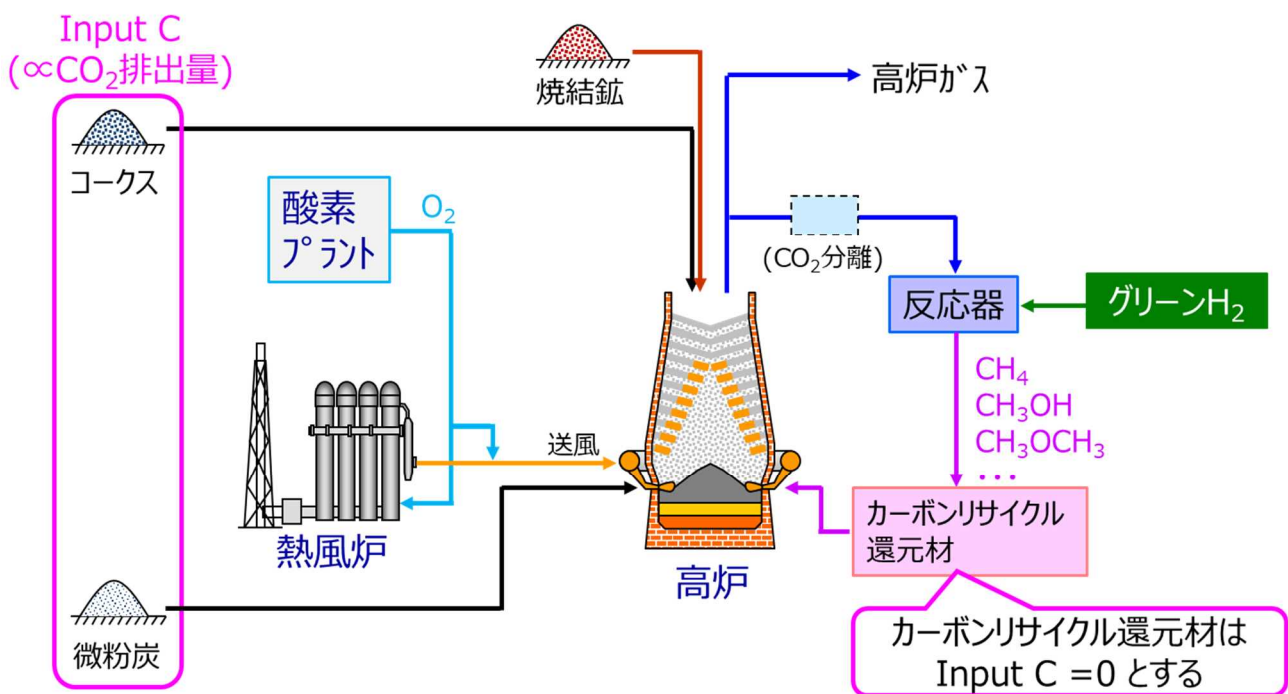 Input C
(∝CO₂排出量)
コークス
微粉炭
焼結鉱
酸素
プラント
O₂
熱風炉
送風
高炉
高炉ガス
(CO₂分離)
反応器
グリーンH₂
CH₄
CH₃OH
CH₃OCH₃
…
カーボンリサイクル
還元材
カーボンリサイクル還元材は
Input C =0 とする